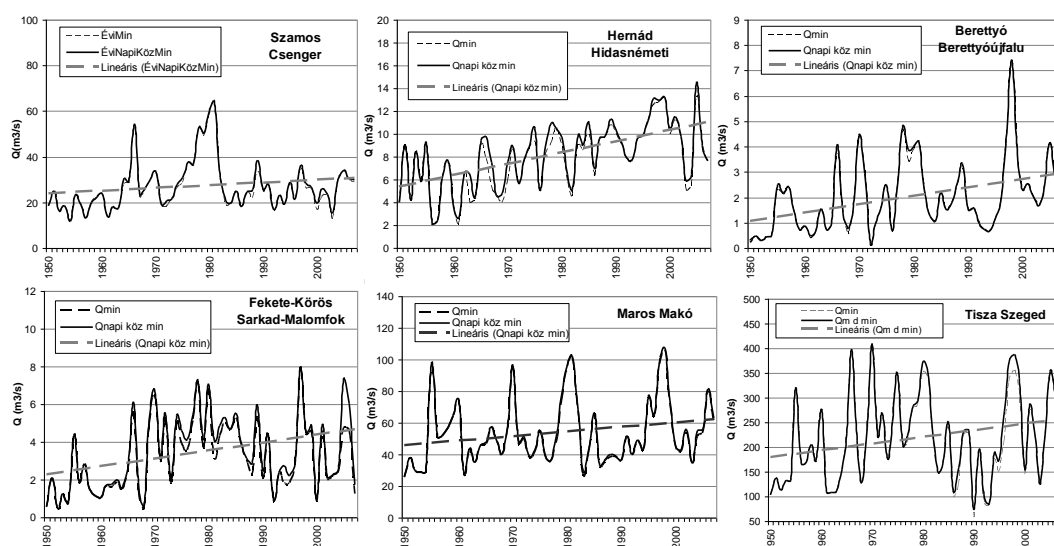 Szamos
Csenger
ÉviMin
ÉviNapiKözMin
Lineáris (ÉviNapiKözMin)
Q(m3/s)
100
80
60
40
20
0
1950
1960
1970
1980
1990
2000
Hernád
Hidasnémeti
Qmin
Qnapi köz min
Lineáris (Qnapi köz min)
Q (m3/s)
16
14
12
10
8
6
4
2
0
1950
1960
1970
1980
1990
2000
Berettyó
Berettyóújfalu
Qmin
Qnapi köz min
Lineáris (Qnapi köz min)
Q (m3/s)
9
8
7
6
5
4
3
2
1
0
1950
1960
1970
1980
1990
2000
Fekete-Körös
Sarkad-Malomfok
Qmin
Qnapi köz min
Lineáris (Qnapi köz min)
Q (m3/s)
12
10
8
6
4
2
0
1950
1960
1970
1980
1990
2000
Maros Makó
Qmin
Qnapi köz min
Lineáris (Qnapi köz min)
Q (m3/s)
140
120
100
80
60
40
20
0
1950
1960
1970
1980
1990
2000
Tisza Szeged
Qmin
Qm d min
Lineáris (Qm d min)
Q (m3/s)
500
450
400
350
300
250
200
150
100
50
950
960
970
980
990
000